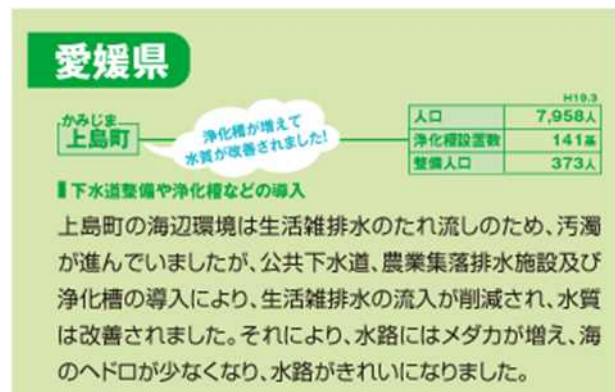 愛媛県
かみじま
上島町
浄化槽が増えて
水質が改善されました!
H19.3
人口 7,958人
浄化槽設置数 141基
整備人口 373人
下水道整備や浄化槽などの導入
上島町の海辺環境は生活雑排水のたれ流しのため、汚濁
が進んでいましたが、公共下水道、農業集落排水施設及び
浄化槽の導入により、生活雑排水の流入が削減され、水質
は改善されました。それにより、水路にはメダカが増え、海
のヘドロが少なくなり、水路がきれいになりました。